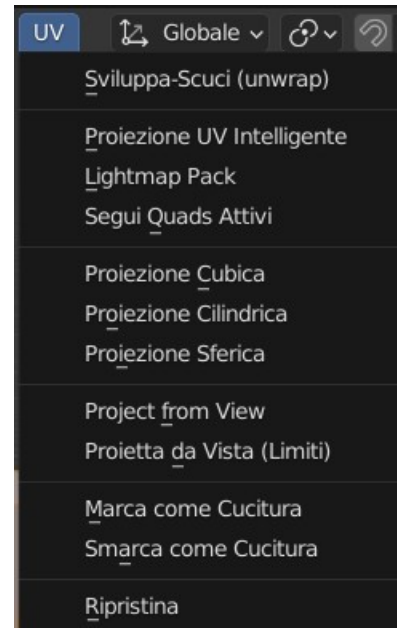 UV Globale
Sviluppa-Scuci (unwrap)
Proiezione UV Intelligente
Lightmap Pack
Segui Quads Attivi
Proiezione Cubica
Proiezione Cilindrica
Proiezione Sferica
Project from View
Proietta da Vista (Limiti)
Marca come Cucitura
Smarca come Cucitura
Ripristina